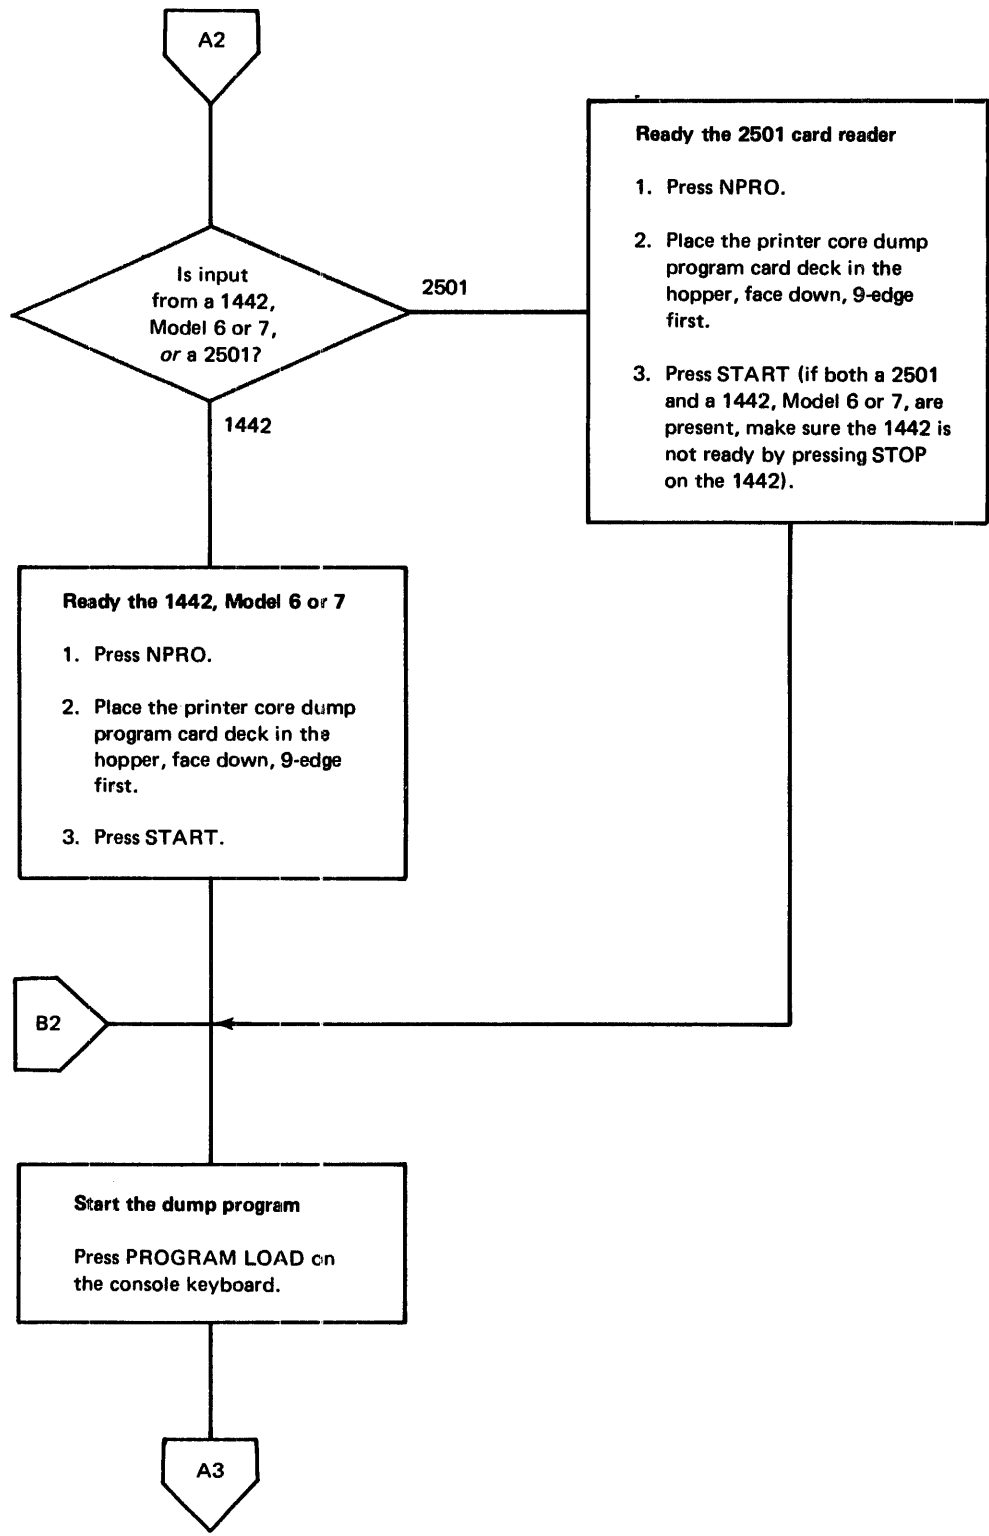 A2
Is input
from a 1442,
Model 6 or 7,
or a 2501?
2501
1442
Ready the 2501 card reader
1. Press NPRO.
2. Place the printer core dump
program card deck in the
hopper, face down, 9-edge
first.
3. Press START (if both a 2501
and a 1442, Model 6 or 7, are
present, make sure the 1442 is
not ready by pressing STOP
on the 1442).
Ready the 1442, Model 6 or 7
1. Press NPRO.
2. Place the printer core dump
program card deck in the
hopper, face down, 9-edge
first.
3. Press START.
B2
Start the dump program
Press PROGRAM LOAD on
the console keyboard.
A3